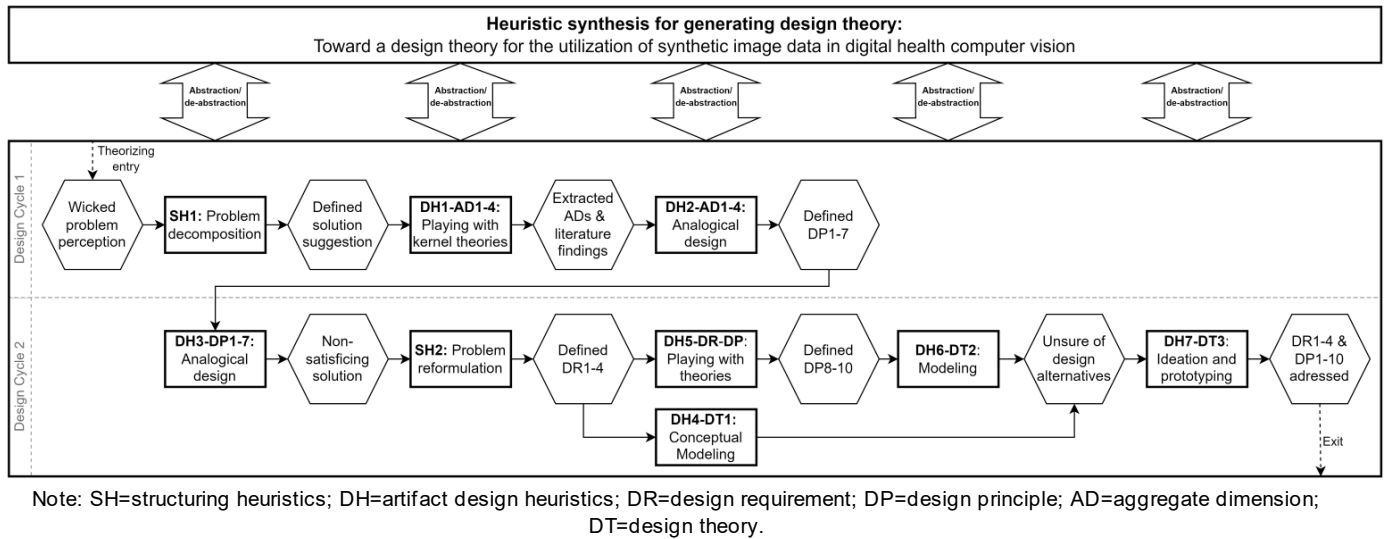 Heuristic synthesis for generating design theory:
Toward a design theory for the utilization of synthetic image data in digital health computer vision
Abstraction/
de-abstraction
Abstraction/
de-abstraction
Abstraction/
de-abstraction
Abstraction/
de-abstraction
Abstraction/
de-abstraction
Design Cycle 1
Theorizing
entry
Wicked
problem
perception
SH1: Problem
decomposition
Defined
solution
suggestion
DH1-AD1-4:
Playing with
kernel theories
Extracted
ADs &
literature
findings
DH2-AD1-4:
Analogical
design
Defined
DP1-7
Design Cycle 2
DH3-DP1-7:
Analogical
design
Non-
satisficing
solution
SH2: Problem
reformulation
Defined
DR1-4
DH5-DR-DP:
Playing with
theories
Defined
DP8-10
DH6-DT2:
Modeling
Unsure of
design
alternatives
DH7-DT3:
Ideation and
prototyping
DR1-4 &
DP1-10
adressed
DH4-DT1:
Conceptual
Modeling
Exit
Note: SH=structuring heuristics; DH=artifact design heuristics; DR=design requirement; DP=design principle; AD=aggregate dimension;
DT=design theory.